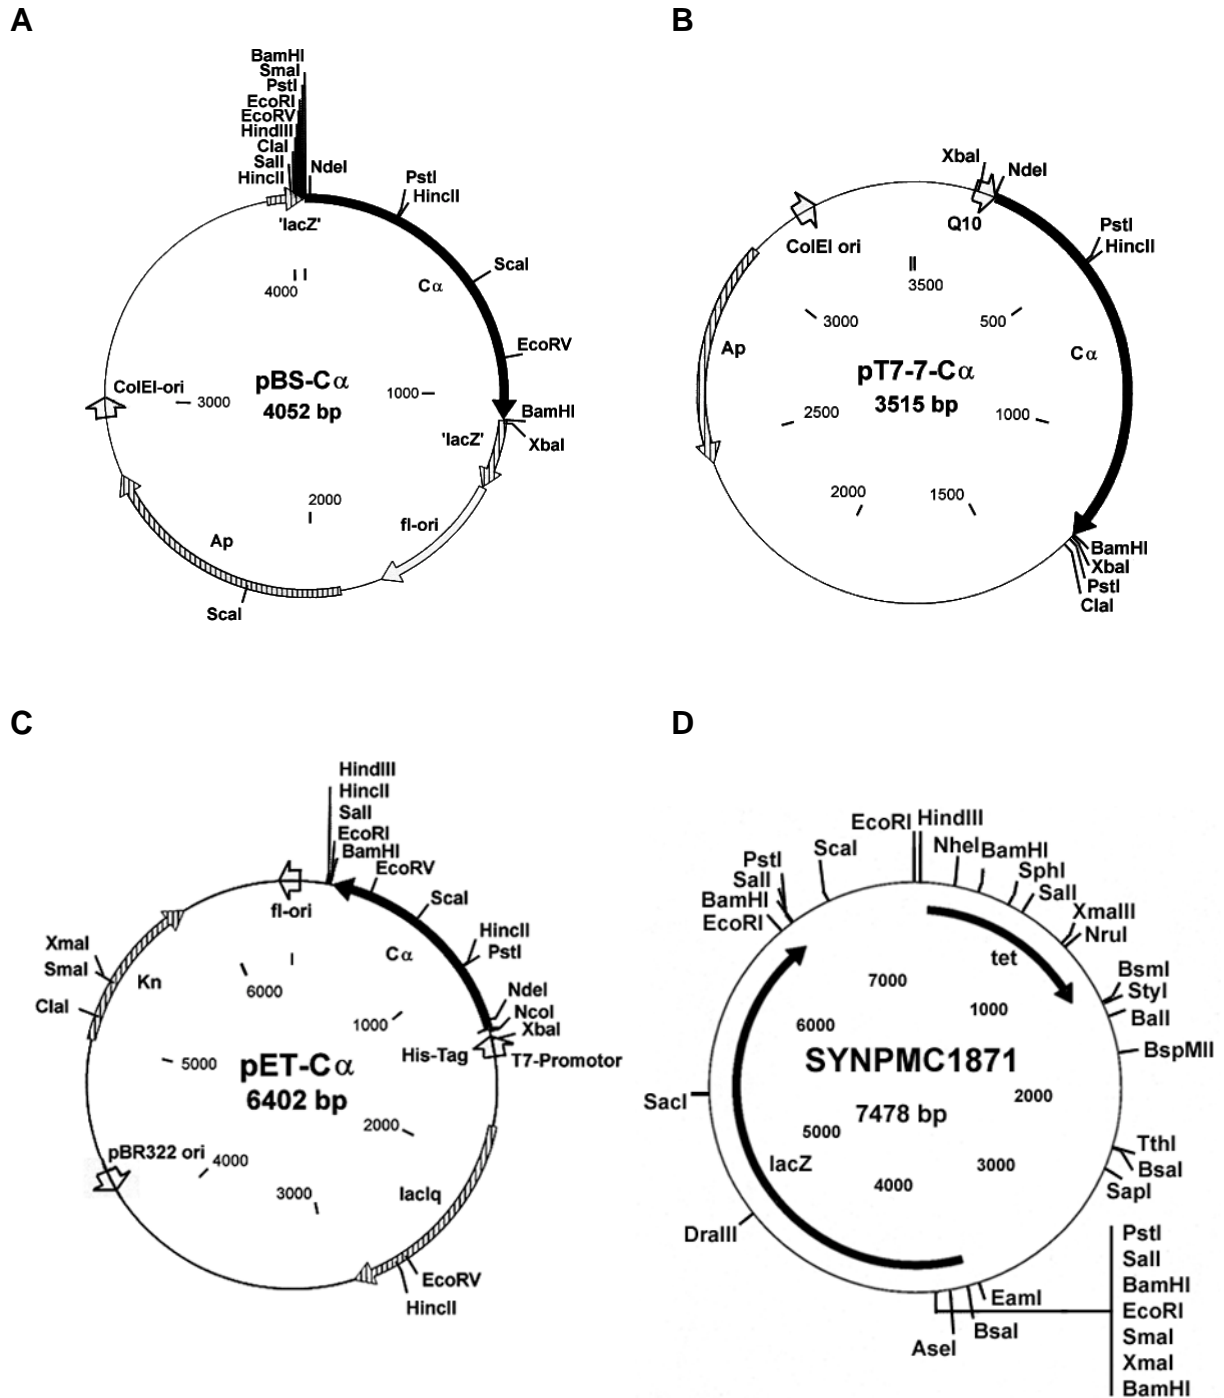 A
BamHI
SmaI
PstI
EcoRI
EcoRV
HindIII
ClaI
SalI
HincII
NdeI
PstI
HincII
'lacZ'
ScaI
4000
Cα
EcoRV
ColEI-ori
3000
pBS-Cα
4052 bp
1000
BamHI
'lacZ'
XbaI
2000
fI-ori
Ap
ScaI
B
XbaI
NdeI
Q10
ColEI ori
PstI
HincII
3500
3000
500
Ap
Cα
pT7-7-Cα
3515 bp
2500
1000
2000
1500
BamHI
XbaI
PstI
ClaI
C
HindIII
HincII
SalI
EcoRI
BamHI
EcoRV
fI-ori
ScaI
XmaI
SmaI
Kn
ClaI
Cα
HincII
PstI
6000
NdeI
NcoI
XbaI
1000
His-Tag
T7-Promotor
5000
pET-Cα
6402 bp
2000
pBR322 ori
4000
3000
lacIq
EcoRV
HincII
D
EcoRI
HindIII
ScaI
NheI
BamHI
PstI
SalI
BamHI
EcoRI
SphI
SalI
XmaIII
NruI
tet
7000
BsmI
StyI
BalI
1000
6000
BspMII
SYNPMC1871
7478 bp
SacI
2000
5000
lacZ
4000
3000
TthI
BsaI
SapI
DraIII
EamI
BsaI
AseI
PstI
SalI
BamHI
EcoRI
SmaI
XmaI
BamHI